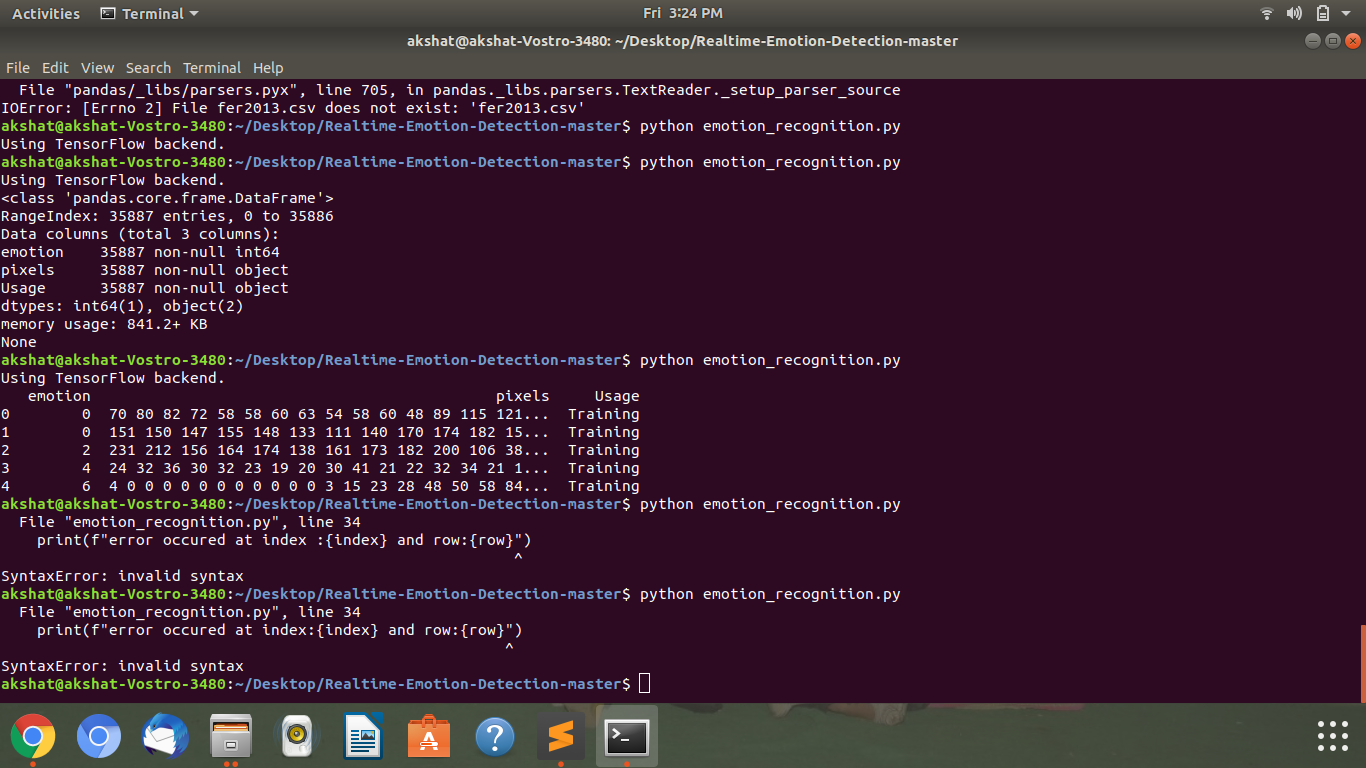 Activities Terminal Fri 3:24 PM
akshat@akshat-Vostro-3480: ~/Desktop/Realtime-Emotion-Detection-master
File Edit View Search Terminal Help
  File "pandas/_libs/parsers.pyx", line 705, in pandas._libs.parsers.TextReader._setup_parser_source
IOError: [Errno 2] File fer2013.csv does not exist: 'fer2013.csv'
akshat@akshat-Vostro-3480:~/Desktop/Realtime-Emotion-Detection-master$ python emotion_recognition.py
Using TensorFlow backend.
akshat@akshat-Vostro-3480:~/Desktop/Realtime-Emotion-Detection-master$ python emotion_recognition.py
Using TensorFlow backend.
<class 'pandas.core.frame.DataFrame'>
RangeIndex: 35887 entries, 0 to 35886
Data columns (total 3 columns):
emotion    35887 non-null int64
pixels     35887 non-null object
Usage      35887 non-null object
dtypes: int64(1), object(2)
memory usage: 841.2+ KB
None
akshat@akshat-Vostro-3480:~/Desktop/Realtime-Emotion-Detection-master$ python emotion_recognition.py
Using TensorFlow backend.
   emotion                                             pixels     Usage
0        0  70 80 82 72 58 58 60 63 54 58 60 48 89 115 121...  Training
1        0  151 150 147 155 148 133 111 140 170 174 182 15...  Training
2        2  231 212 156 164 174 138 161 173 182 200 106 38...  Training
3        4  24 32 36 30 32 23 19 20 30 41 21 22 32 34 21 1...  Training
4        6  4 0 0 0 0 0 0 0 0 0 0 0 3 15 23 28 48 50 58 84...  Training
akshat@akshat-Vostro-3480:~/Desktop/Realtime-Emotion-Detection-master$ python emotion_recognition.py
  File "emotion_recognition.py", line 34
    print(f"error occured at index :{index} and row:{row}")
                                                         ^
SyntaxError: invalid syntax
akshat@akshat-Vostro-3480:~/Desktop/Realtime-Emotion-Detection-master$ python emotion_recognition.py
  File "emotion_recognition.py", line 34
    print(f"error occured at index:{index} and row:{row}")
                                                        ^
SyntaxError: invalid syntax
akshat@akshat-Vostro-3480:~/Desktop/Realtime-Emotion-Detection-master$